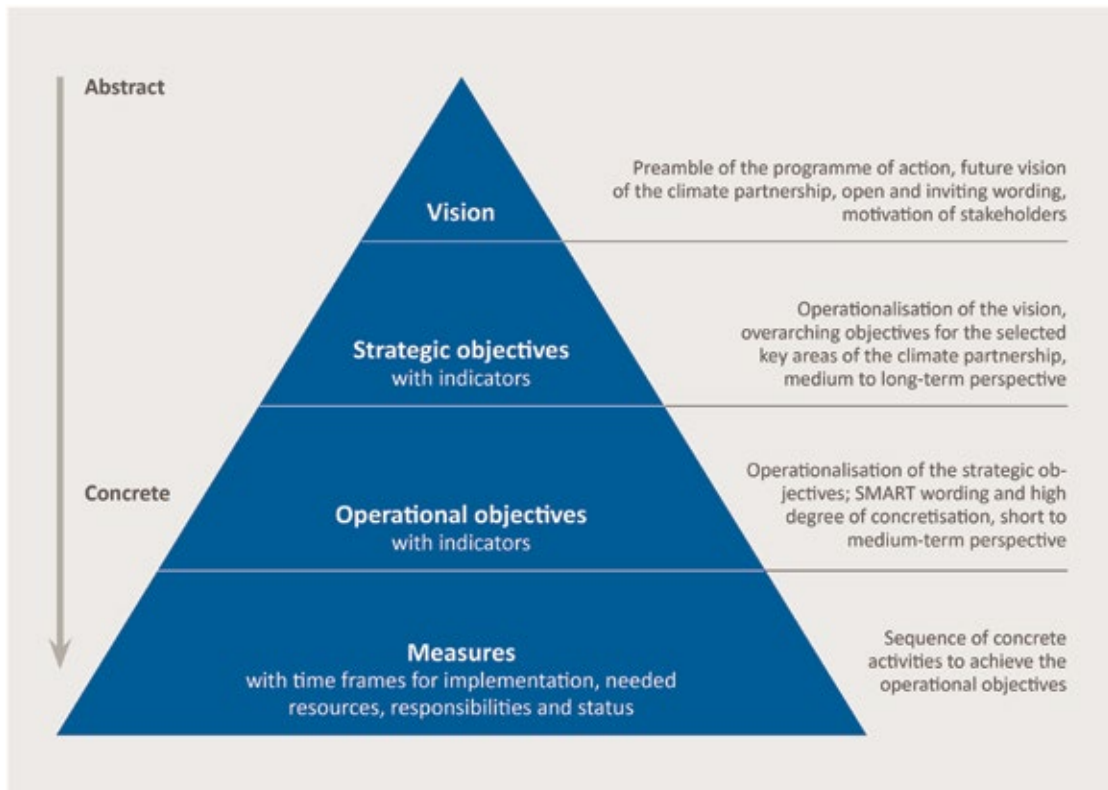 Abstract
Preamble of the programme of action, future vision
of the climate partnership, open and inviting wording,
motivation of stakeholders
Vision
Operationalisation of the vision,
overarching objectives for the selected
key areas of the climate partnership,
medium to long-term perspective
Strategic objectives
with indicators
Concrete
Operationalisation of the strategic ob-
jectives; SMART wording and high
degree of concretisation, short to
medium-term perspective
Operational objectives
with indicators
Measures
with time frames for implementation, needed
resources, responsibilities and status
Sequence of concrete
activities to achieve the
operational objectives